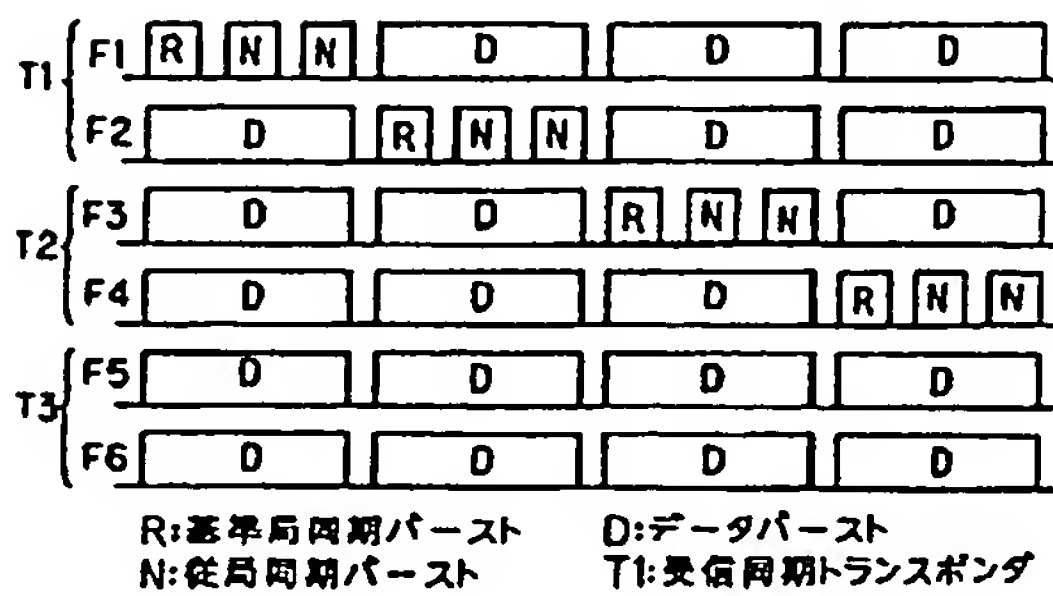 T1 F1 R N N D D D
F2 D R N N D D
T2 F3 D D R N N D
F4 D D D R N N
T3 F5 D D D D
F6 D D D D
R:基準局同期バースト D:データバースト
N:従局同期バースト T1:受信同期トランスポンダ